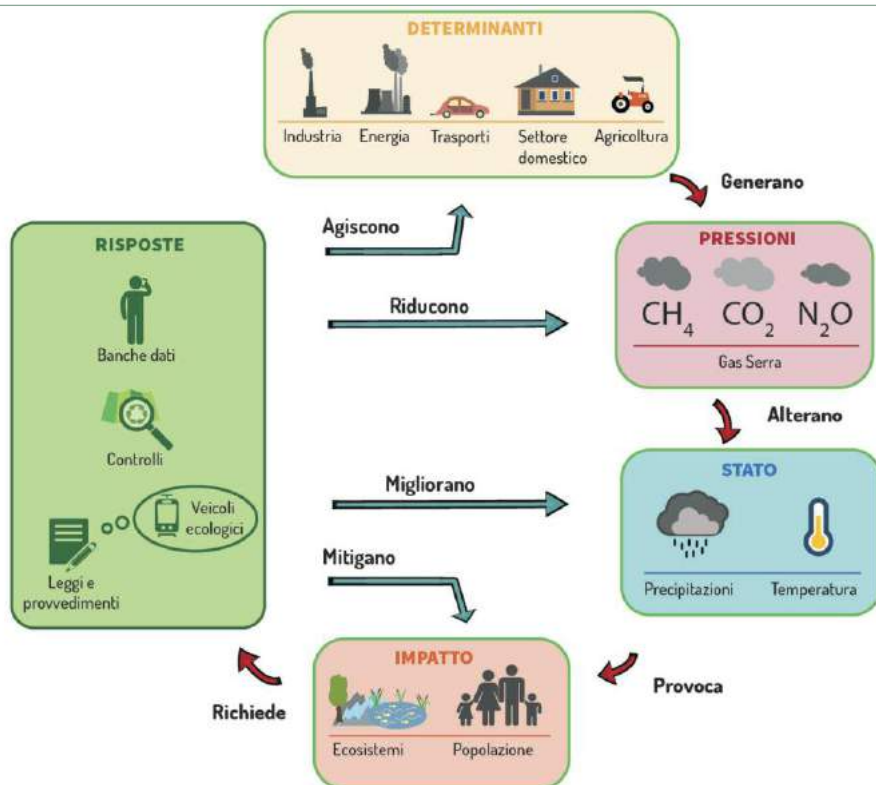 DETERMINANTI
Industria
Energia
Trasporti
Settore
domestico
Agricoltura
Generano
Agiscono
RISPOSTE
PRESSIONI
Riducono
CH₄
CO₂
N₂O
Banche dati
Gas Serra
Alterano
Controlli
STATO
Migliorano
Veicoli
ecologici
Mitigano
Leggi e
provvedimenti
Precipitazioni
Temperatura
IMPATTO
Provoca
Richiede
Ecosistemi
Popolazione